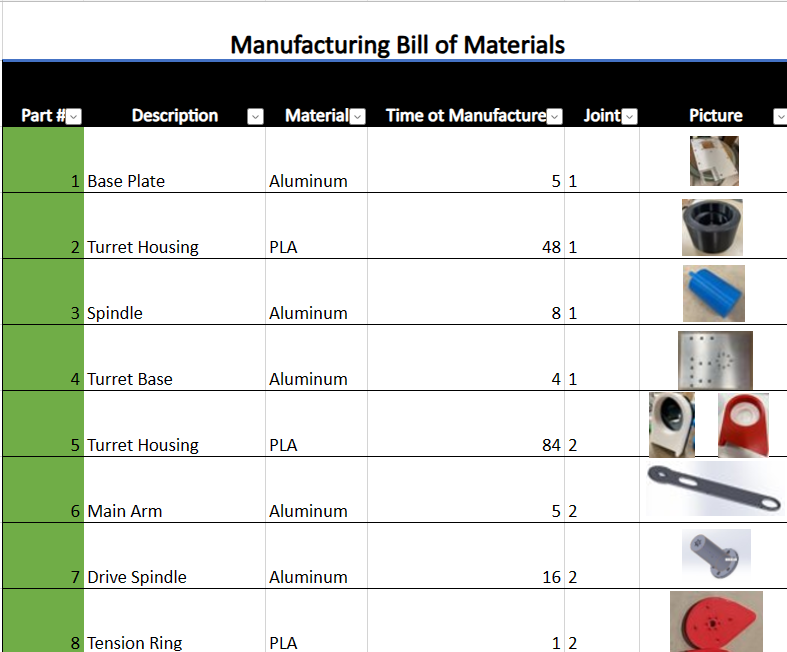 Manufacturing Bill of Materials
Part # Description Material Time ot Manufacture Joint Picture
1 Base Plate Aluminum 5 1
2 Turret Housing PLA 48 1
3 Spindle Aluminum 8 1
4 Turret Base Aluminum 4 1
5 Turret Housing PLA 84 2
6 Main Arm Aluminum 5 2
7 Drive Spindle Aluminum 16 2
8 Tension Ring PLA 1 2